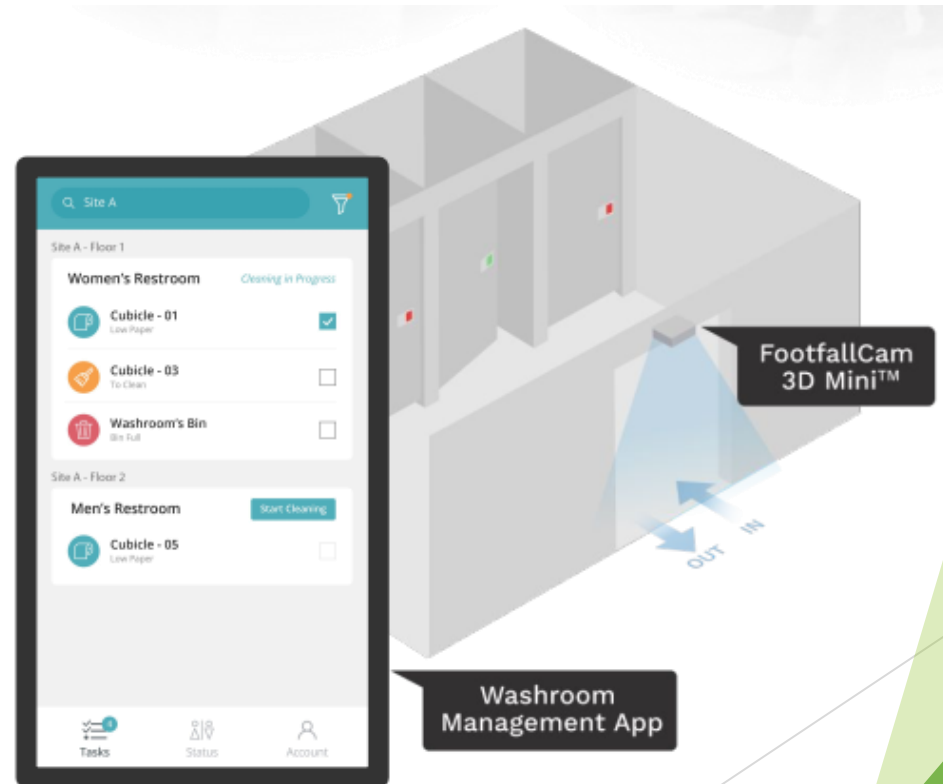 Site A
Site A - Floor 1
Women's Restroom
Cleaning in Progress
Cubicle - 01
Low Paper
Cubicle - 03
To Clean
Washroom's Bin
Bin Full
Site A - Floor 2
Men's Restroom
Start Cleaning
Cubicle - 05
Low Paper
4
Tasks
Status
Account
FootfallCam
3D Mini™
IN
OUT
Washroom
Management App